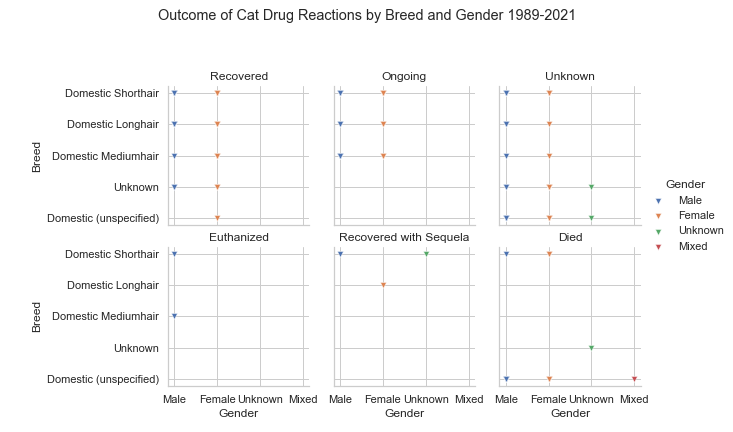 Outcome of Cat Drug Reactions by Breed and Gender 1989-2021
Recovered
Ongoing
Unknown
Breed
Domestic Shorthair
Domestic Longhair
Domestic Mediumhair
Unknown
Domestic (unspecified)
Gender
Male
Female
Unknown
Mixed
Euthanized
Recovered with Sequela
Died
Breed
Domestic Shorthair
Domestic Longhair
Domestic Mediumhair
Unknown
Domestic (unspecified)
Male Female Unknown Mixed
Gender
Male Female Unknown Mixed
Gender
Male Female Unknown Mixed
Gender